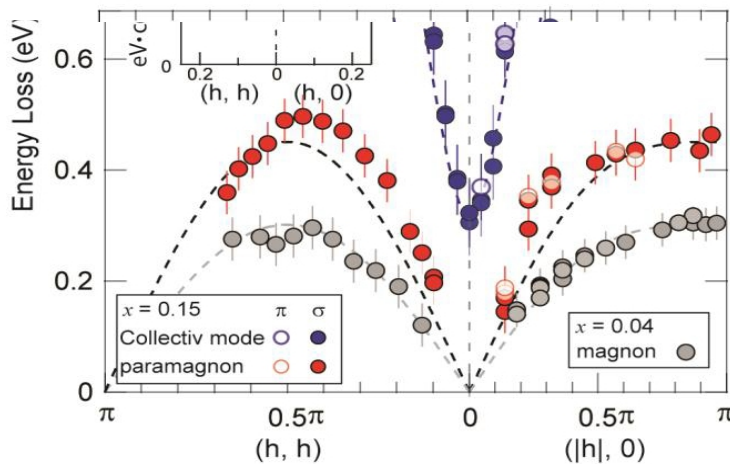 Energy Loss (eV)
0.6
0.4
0.2
0
eV·c
0
0.2 0 0.2
(h, h) (h, 0)
x = 0.15 π σ
Collectiv mode
paramagnon
x = 0.04
magnon
π 0.5π 0 0.5π π
(h, h) (|h|, 0)